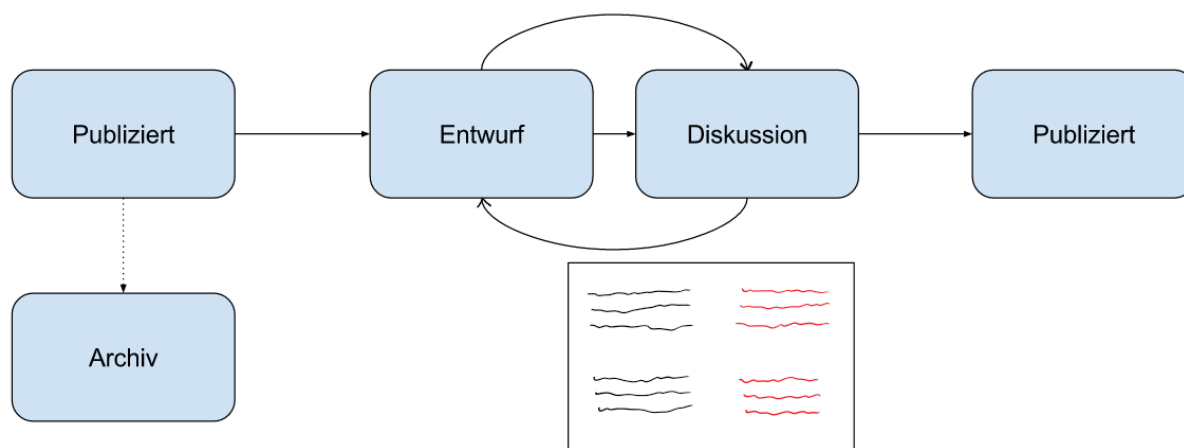 Publiziert
Entwurf
Diskussion
Publiziert
Archiv